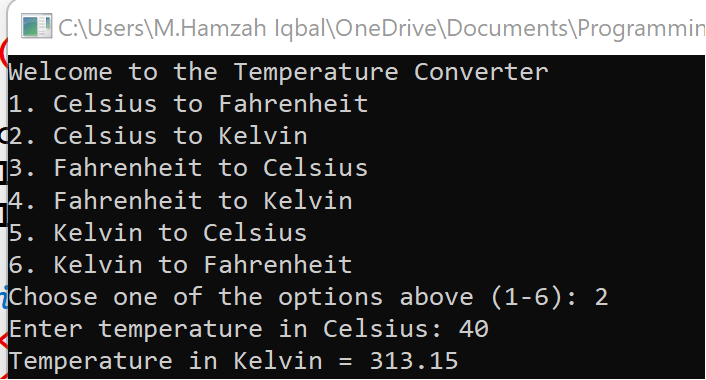 C:\Users\M.Hamzah Iqbal\OneDrive\Documents\Programmin
Welcome to the Temperature Converter
1. Celsius to Fahrenheit
2. Celsius to Kelvin
3. Fahrenheit to Celsius
4. Fahrenheit to Kelvin
5. Kelvin to Celsius
6. Kelvin to Fahrenheit
Choose one of the options above (1-6): 2
Enter temperature in Celsius: 40
Temperature in Kelvin = 313.15